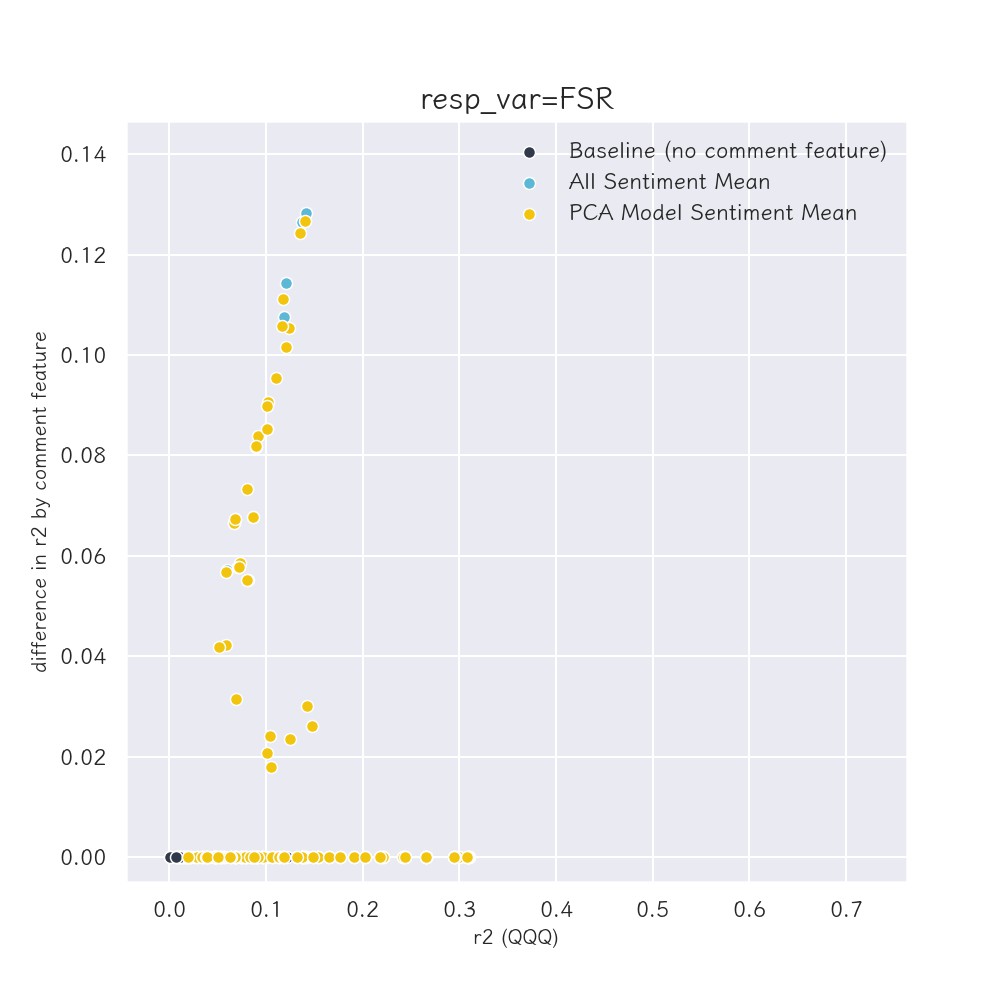 resp_var=FSR
Baseline (no comment feature)
All Sentiment Mean
PCA Model Sentiment Mean
difference in r2 by comment feature
0.14
0.12
0.10
0.08
0.06
0.04
0.02
0.00
0.0 0.1 0.2 0.3 0.4 0.5 0.6 0.7
r2 (QQQ)